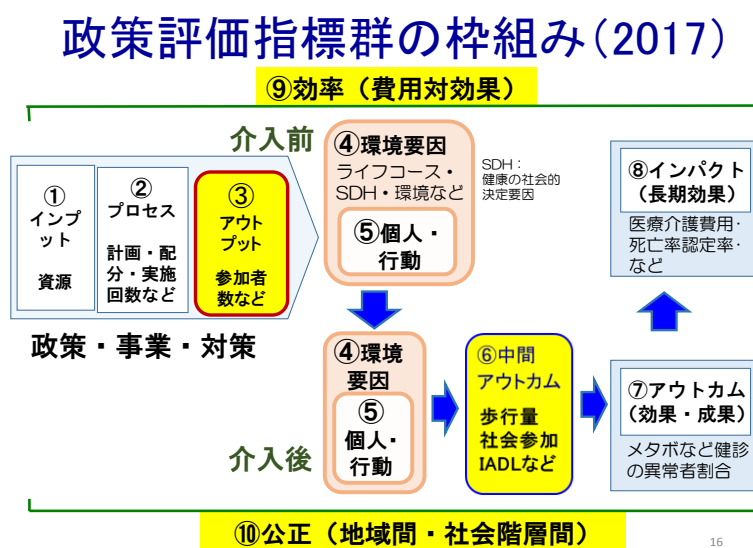 政策評価指標群の枠組み(2017)
⑨効率（費用対効果）
介入前
①
インプ
ット
資源
②
プロセス
計画・配
分・実施
回数など
③
アウト
プット
参加者
数など
政策・事業・対策
④環境要因
ライフコース・
SDH・環境など
⑤個人・
行動
SDH：
健康の社会的
決定要因
⑧インパクト
（長期効果）
医療介護費用・
死亡率認定率・
など
④環境
要因
⑤
個人・
行動
介入後
⑥中間
アウトカム
歩行量
社会参加
IADLなど
⑦アウトカム
（効果・成果）
メタボなど健診
の異常者割合
⑩公正（地域間・社会階層間）
16